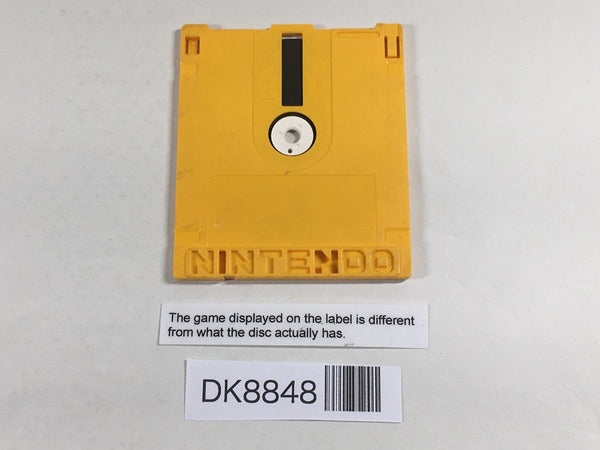 NINTENDO
The game displayed on the label is different
from what the disc actually has.
DK8848